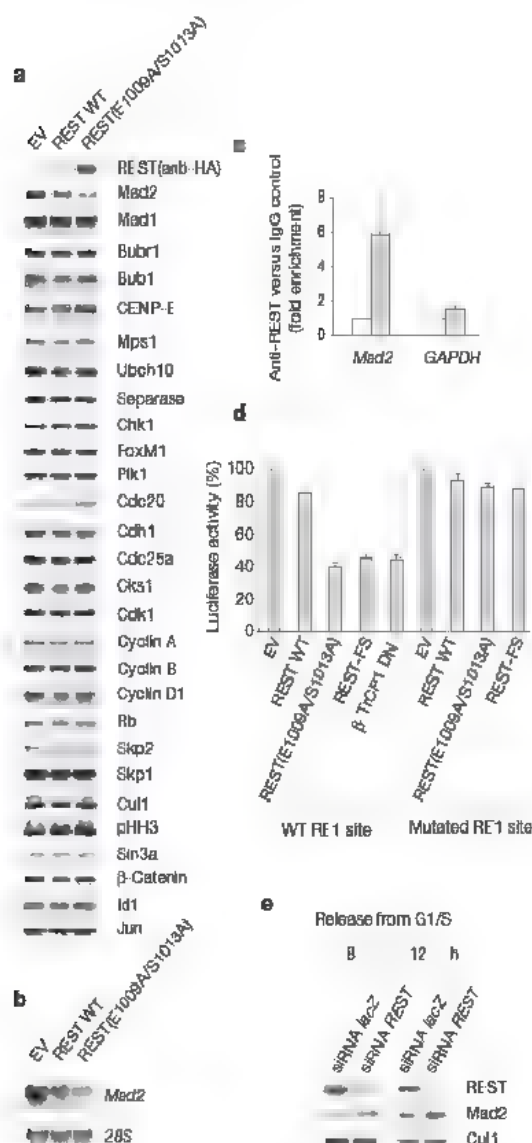 a
EV
REST WT
REST(E1009A/S1013A)
REST(anti-HA)
Mad2
Mad1
Bubr1
Bub1
CENP-E
Mps1
Ubch10
Separase
Chk1
FoxM1
Plk1
Cdc20
Cdh1
Cdc25a
Cks1
Cdk1
Cyclin A
Cyclin B
Cyclin D1
Rb
Skp2
Skp1
Cul1
pHH3
Sin3a
β-Catenin
Id1
Jun
b
EV
REST WT
REST(E1009A/S1013A)
Mad2
28S
Anti-REST versus IgG control
(fold enrichment)
8
6
4
2
0
Mad2
GAPDH
d
Luciferase activity (%)
100
80
60
40
20
0
EV
REST WT
REST(E1009A/S1013A)
REST-FS
β-TrCP1 DN
EV
REST WT
REST(E1009A/S1013A)
REST-FS
WT RE1 site
Mutated RE1 site
e
Release from G1/S
8 12 h
siRNA lacZ
siRNA REST
siRNA lacZ
siRNA REST
REST
Mad2
Cul1